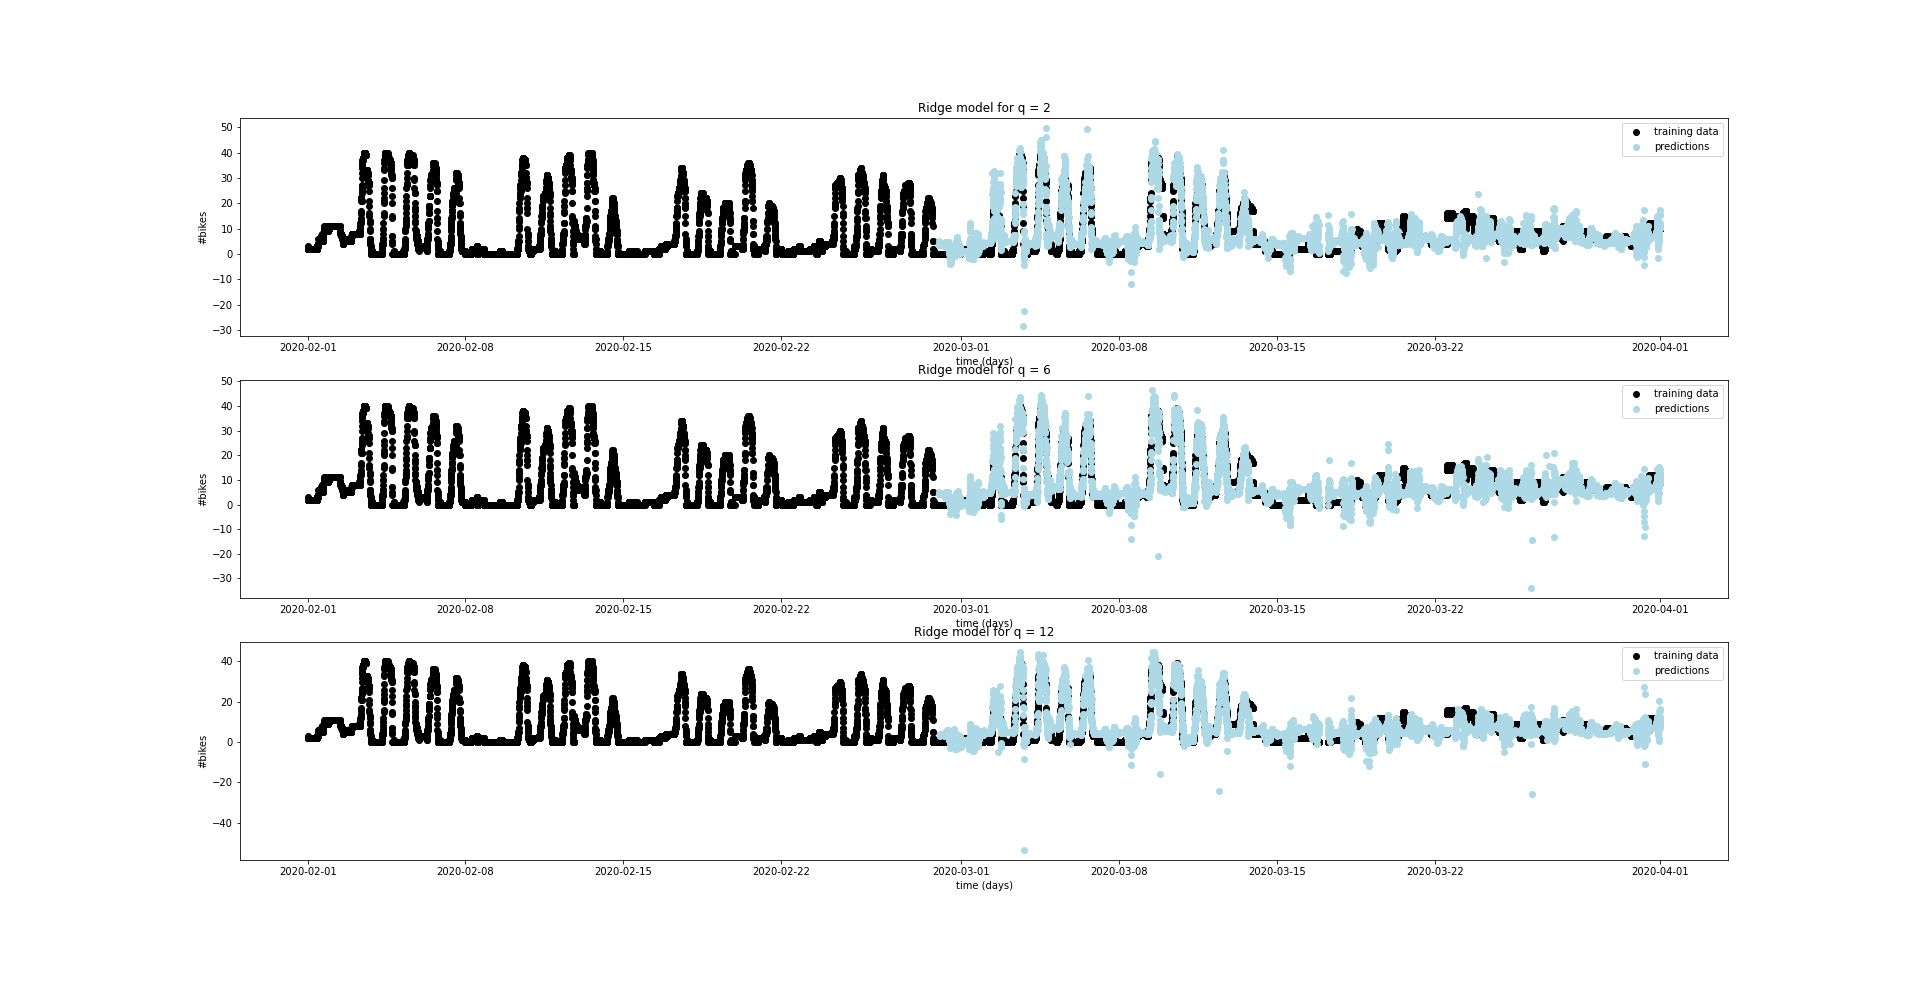 Ridge model for q = 2
50
40
30
20
10
0
−10
−20
−30
#bikes
training data
predictions
2020-02-01 2020-02-08 2020-02-15 2020-02-22 2020-03-01 2020-03-08 2020-03-15 2020-03-22 2020-04-01
time (days)
Ridge model for q = 6
50
40
30
20
10
0
−10
−20
−30
#bikes
training data
predictions
2020-02-01 2020-02-08 2020-02-15 2020-02-22 2020-03-01 2020-03-08 2020-03-15 2020-03-22 2020-04-01
time (days)
Ridge model for q = 12
40
20
0
−20
−40
#bikes
training data
predictions
2020-02-01 2020-02-08 2020-02-15 2020-02-22 2020-03-01 2020-03-08 2020-03-15 2020-03-22 2020-04-01
time (days)